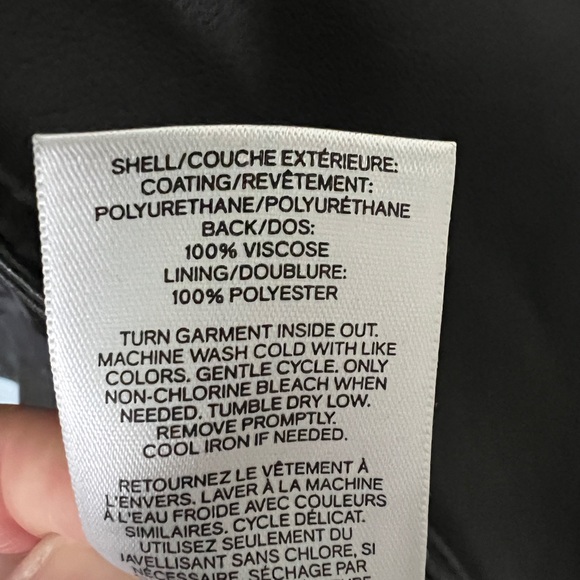 SHELL/COUCHE EXTÉRIEURE:
COATING/REVÊTEMENT:
POLYURETHANE/POLYURÉTHANE
BACK/DOS:
100% VISCOSE
LINING/DOUBLURE:
100% POLYESTER
TURN GARMENT INSIDE OUT.
MACHINE WASH COLD WITH LIKE
COLORS. GENTLE CYCLE. ONLY
NON-CHLORINE BLEACH WHEN
NEEDED. TUMBLE DRY LOW.
REMOVE PROMPTLY.
COOL IRON IF NEEDED.
RETOURNEZ LE VÊTEMENT À
L'ENVERS. LAVER À LA MACHINE
À L'EAU FROIDE AVEC COULEURS
SIMILAIRES. CYCLE DÉLICAT.
UTILISEZ SEULEMENT DU
JAVELLISANT SANS CHLORE, SI
NÉCESSAIRE. SÉCHAGE PAR